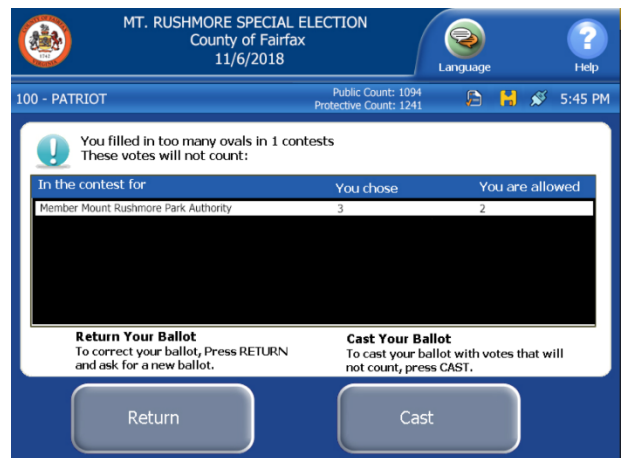 MT. RUSHMORE SPECIAL ELECTION
County of Fairfax
11/6/2018
Language
Help
100 - PATRIOT
Public Count: 1094
Protective Count: 1241
5:45 PM
You filled in too many ovals in 1 contests
These votes will not count:
In the contest for You chose You are allowed
Member Mount Rushmore Park Authority 3 2
Return Your Ballot
To correct your ballot, Press RETURN
and ask for a new ballot.
Cast Your Ballot
To cast your ballot with votes that will
not count, press CAST.
Return
Cast